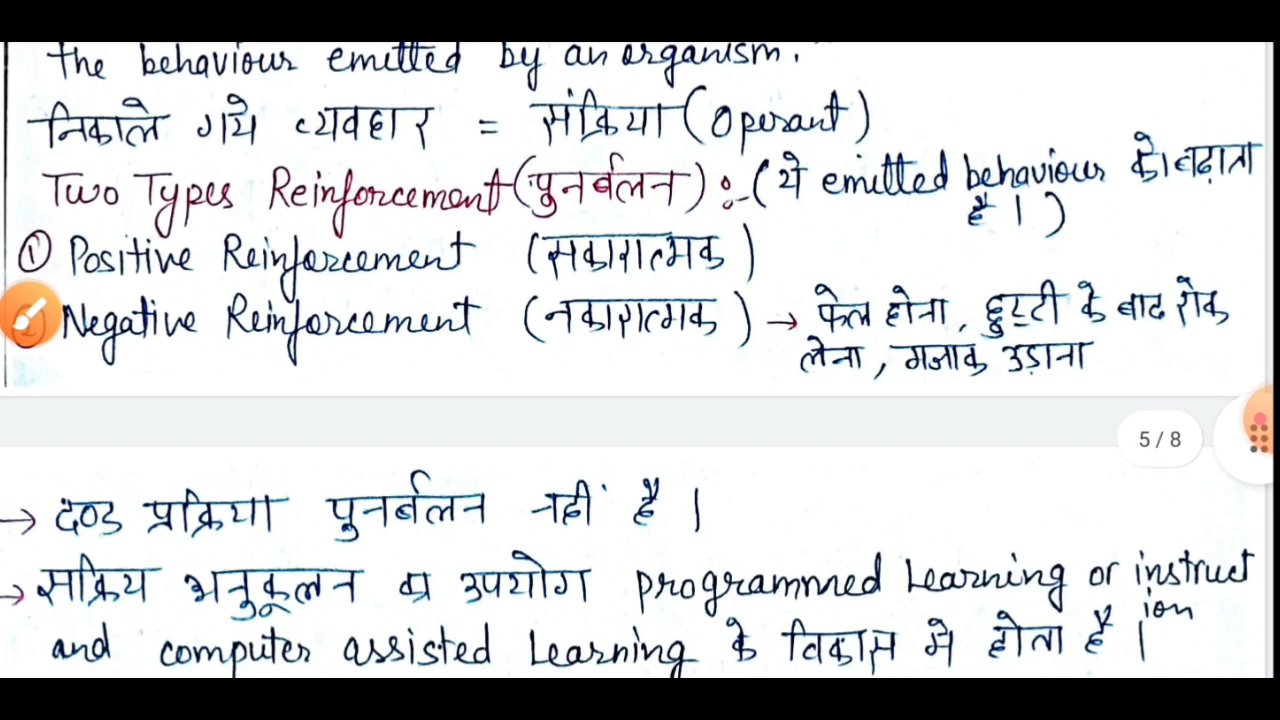 the behaviour emitted by an organism.
निकाले गये व्यवहार = संक्रिया (Operant)
Two Types Reinforcement (पुनर्बलन) :- (ये emitted behaviour को बढ़ाता
है।)
① Positive Reinforcement (सकारात्मक)
Negative Reinforcement (नकारात्मक) → फेल होना, छुट्टी के बाद रोक
लेना, मजाक उड़ाना
5 / 8
→ दण्ड प्रक्रिया पुनर्बलन नहीं है।
→ सक्रिय अनुकूलन का उपयोग programmed Learning or instruct
ion
and computer assisted Learning के विकास मे होता है।